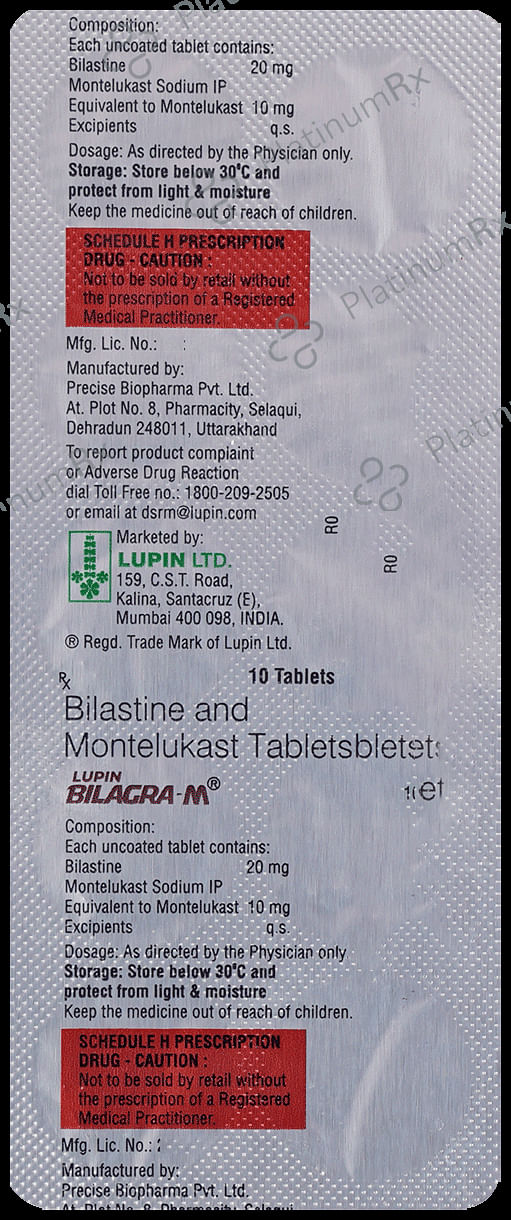 Composition:
Each uncoated tablet contains:
Bilastine 20 mg
Montelukast Sodium IP
Equivalent to Montelukast 10 mg
Excipients q.s.
Dosage: As directed by the Physician only.
Storage: Store below 30°C and
protect from light & moisture
Keep the medicine out of reach of children.
SCHEDULE H PRESCRIPTION
DRUG - CAUTION :
Not to be sold by retail without
the prescription of a Registered
Medical Practitioner.
Mfg. Lic. No.:
Manufactured by:
Precise Biopharma Pvt. Ltd.
At. Plot No. 8, Pharmacity, Selaqui,
Dehradun 248011, Uttarakhand
To report product complaint
or Adverse Drug Reaction
dial Toll Free no.: 1800-209-2505
or email at dsrm@lupin.com
R0
R0
Marketed by:
LUPIN LTD.
159, C.S.T. Road,
Kalina, Santacruz (E),
Mumbai 400 098, INDIA.
® Regd. Trade Mark of Lupin Ltd.
Rx 10 Tablets
Bilastine and
Montelukast Tabletsbletets
LUPIN
BILAGRA-M®
Composition:
Each uncoated tablet contains:
Bilastine 20 mg
Montelukast Sodium IP
Equivalent to Montelukast 10 mg
Excipients q.s.
Dosage: As directed by the Physician only
Storage: Store below 30°C and
protect from light & moisture
Keep the medicine out of reach of children.
SCHEDULE H PRESCRIPTION
DRUG - CAUTION :
Not to be sold by retail without
the prescription of a Registered
Medical Practitioner.
Mfg. Lic. No.:
Manufactured by:
Precise Biopharma Pvt. Ltd.
At. Plot No. 8, Pharmacity, Selaqui
PlatinumRx
PlatinumRx